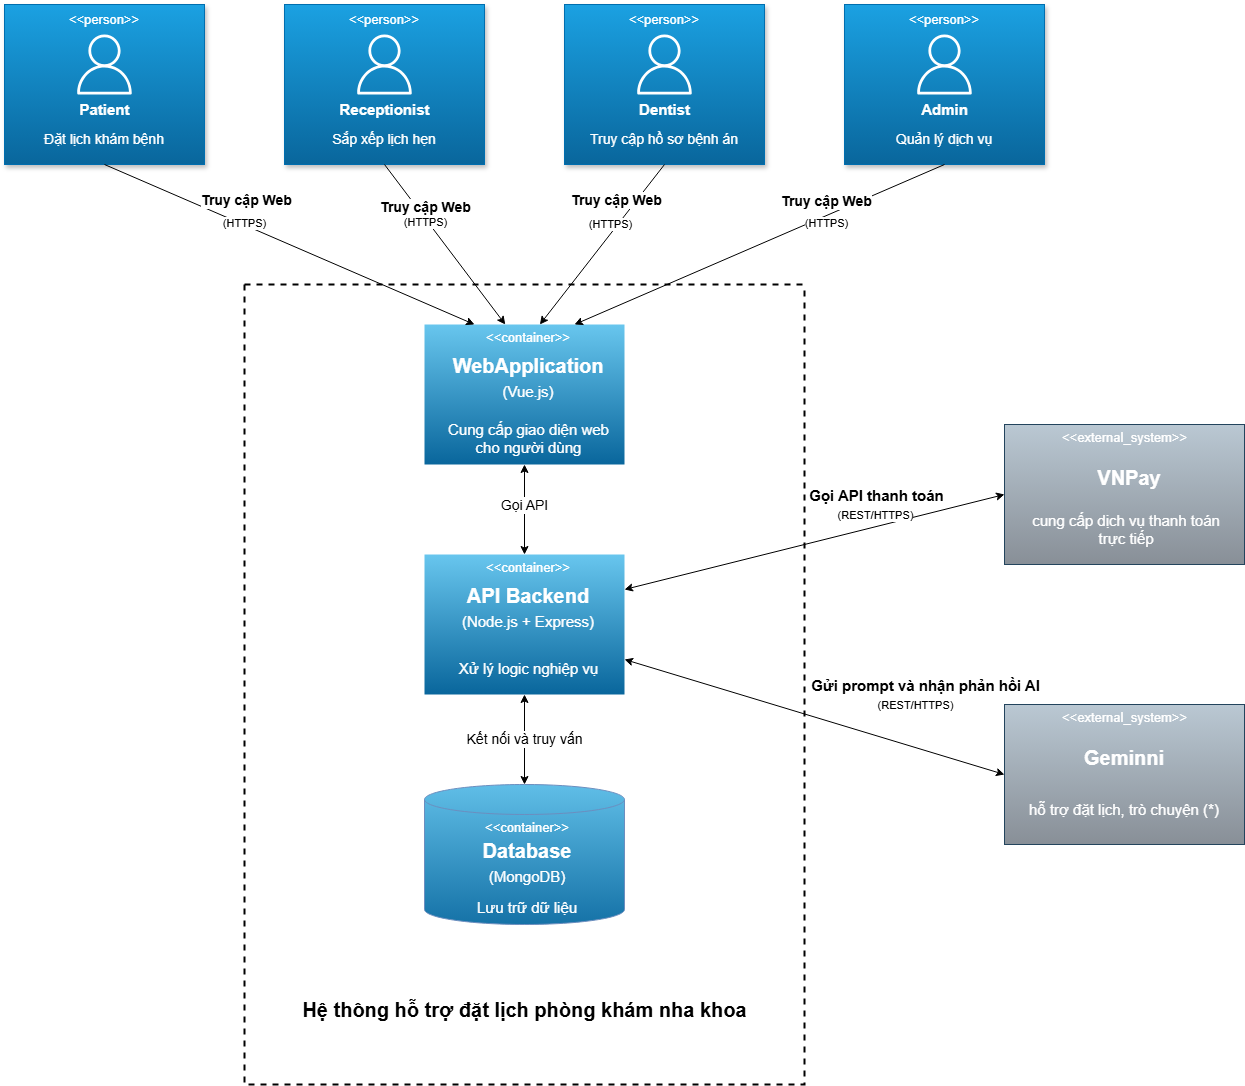 <<person>>
Patient
Đặt lịch khám bệnh
<<person>>
Receptionist
Sắp xếp lịch hẹn
<<person>>
Dentist
Truy cập hồ sơ bệnh án
<<person>>
Admin
Quản lý dịch vụ
Truy cập Web
(HTTPS)
Truy cập Web
(HTTPS)
Truy cập Web
(HTTPS)
Truy cập Web
(HTTPS)
<<container>>
WebApplication
(Vue.js)
Cung cấp giao diện web
cho người dùng
Gọi API
<<container>>
API Backend
(Node.js + Express)
Xử lý logic nghiệp vụ
Gọi API thanh toán
(REST/HTTPS)
<<external_system>>
VNPay
cung cấp dịch vụ thanh toán
trực tiếp
Gửi prompt và nhận phản hồi AI
(REST/HTTPS)
<<external_system>>
Geminni
hỗ trợ đặt lịch, trò chuyện (*)
Kết nối và truy vấn
<<container>>
Database
(MongoDB)
Lưu trữ dữ liệu
Hệ thông hỗ trợ đặt lịch phòng khám nha khoa